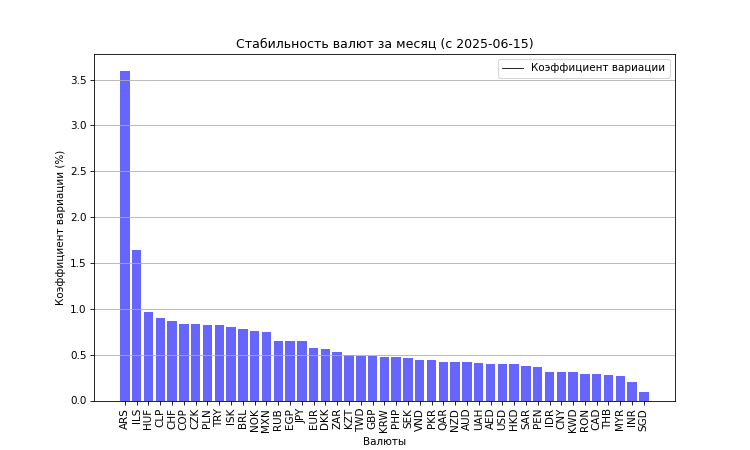 Стабильность валют за месяц (с 2025-06-15)
Коэффициент вариации
Коэффициент вариации (%)
3.5
3.0
2.5
2.0
1.5
1.0
0.5
0.0
ARS
ILS
HUF
CLP
CHF
COP
CZK
PLN
TRY
ISK
BRL
NOK
MXN
RUB
EGP
JPY
EUR
DKK
ZAR
KZT
TWD
GBP
KRW
PHP
SEK
VND
PKR
QAR
NZD
AUD
UAH
AED
USD
HKD
SAR
PEN
IDR
CNY
KWD
RON
CAD
THB
MYR
INR
SGD
Валюты